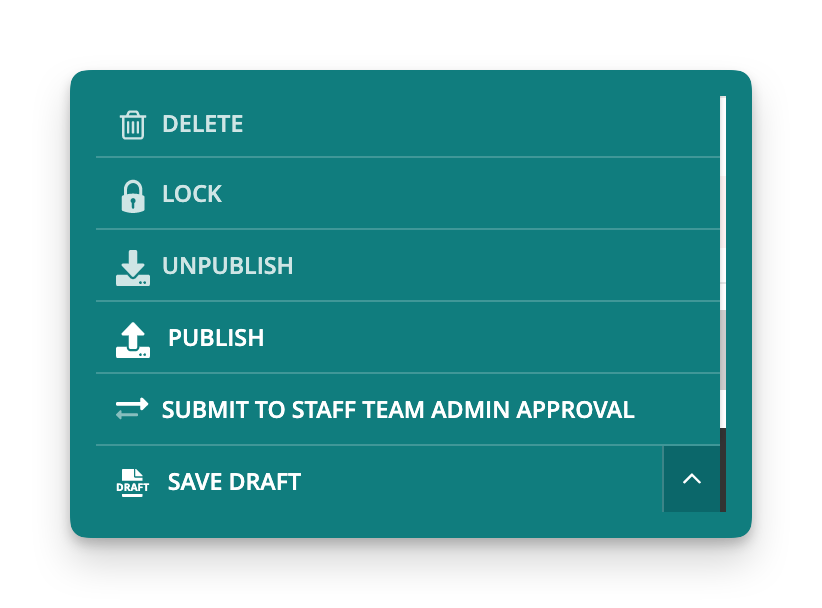 DELETE
LOCK
UNPUBLISH
PUBLISH
SUBMIT TO STAFF TEAM ADMIN APPROVAL
DRAFT SAVE DRAFT